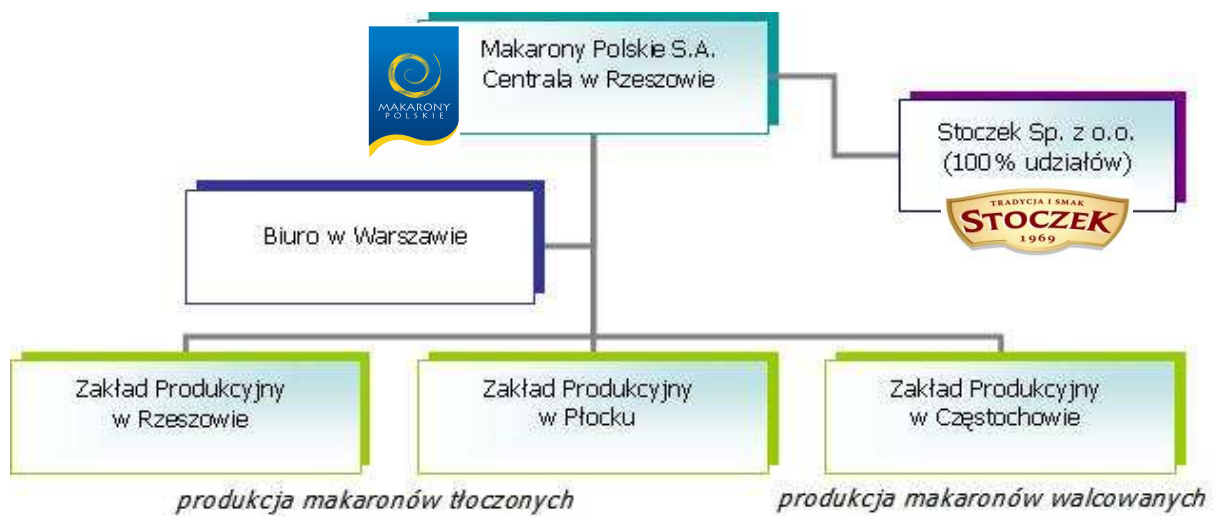 Makarony Polskie S.A.
Centrala w Rzeszowie
MAKARONY
POLSKIE
Stoczek Sp. z o.o.
(100% udziałów)
TRADYCJA I SMAK
STOCZEK
1969
Biuro w Warszawie
Zakład Produkcyjny
w Rzeszowie
Zakład Produkcyjny
w Płocku
Zakład Produkcyjny
w Częstochowie
produkcja makaronów tłoczonych
produkcja makaronów walcowanych